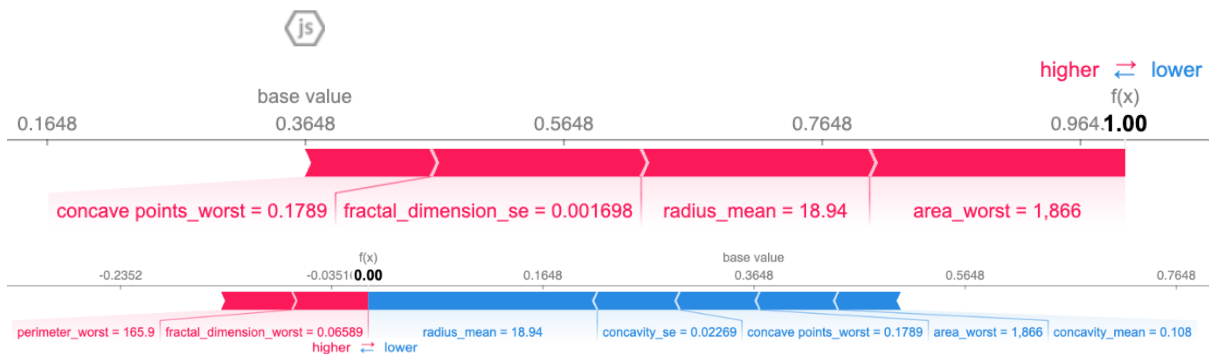 js
higher lower
base value f(x)
0.1648 0.3648 0.5648 0.7648 0.964. 1.00
concave points_worst = 0.1789 fractal_dimension_se = 0.001698 radius_mean = 18.94 area_worst = 1,866
f(x) base value
-0.2352 -0.0351 0.00 0.1648 0.3648 0.5648 0.7648
perimeter_worst = 165.9 fractal_dimension_worst = 0.06589 radius_mean = 18.94 concavity_se = 0.02269 concave points_worst = 0.1789 area_worst = 1,866 concavity_mean = 0.108
higher lower